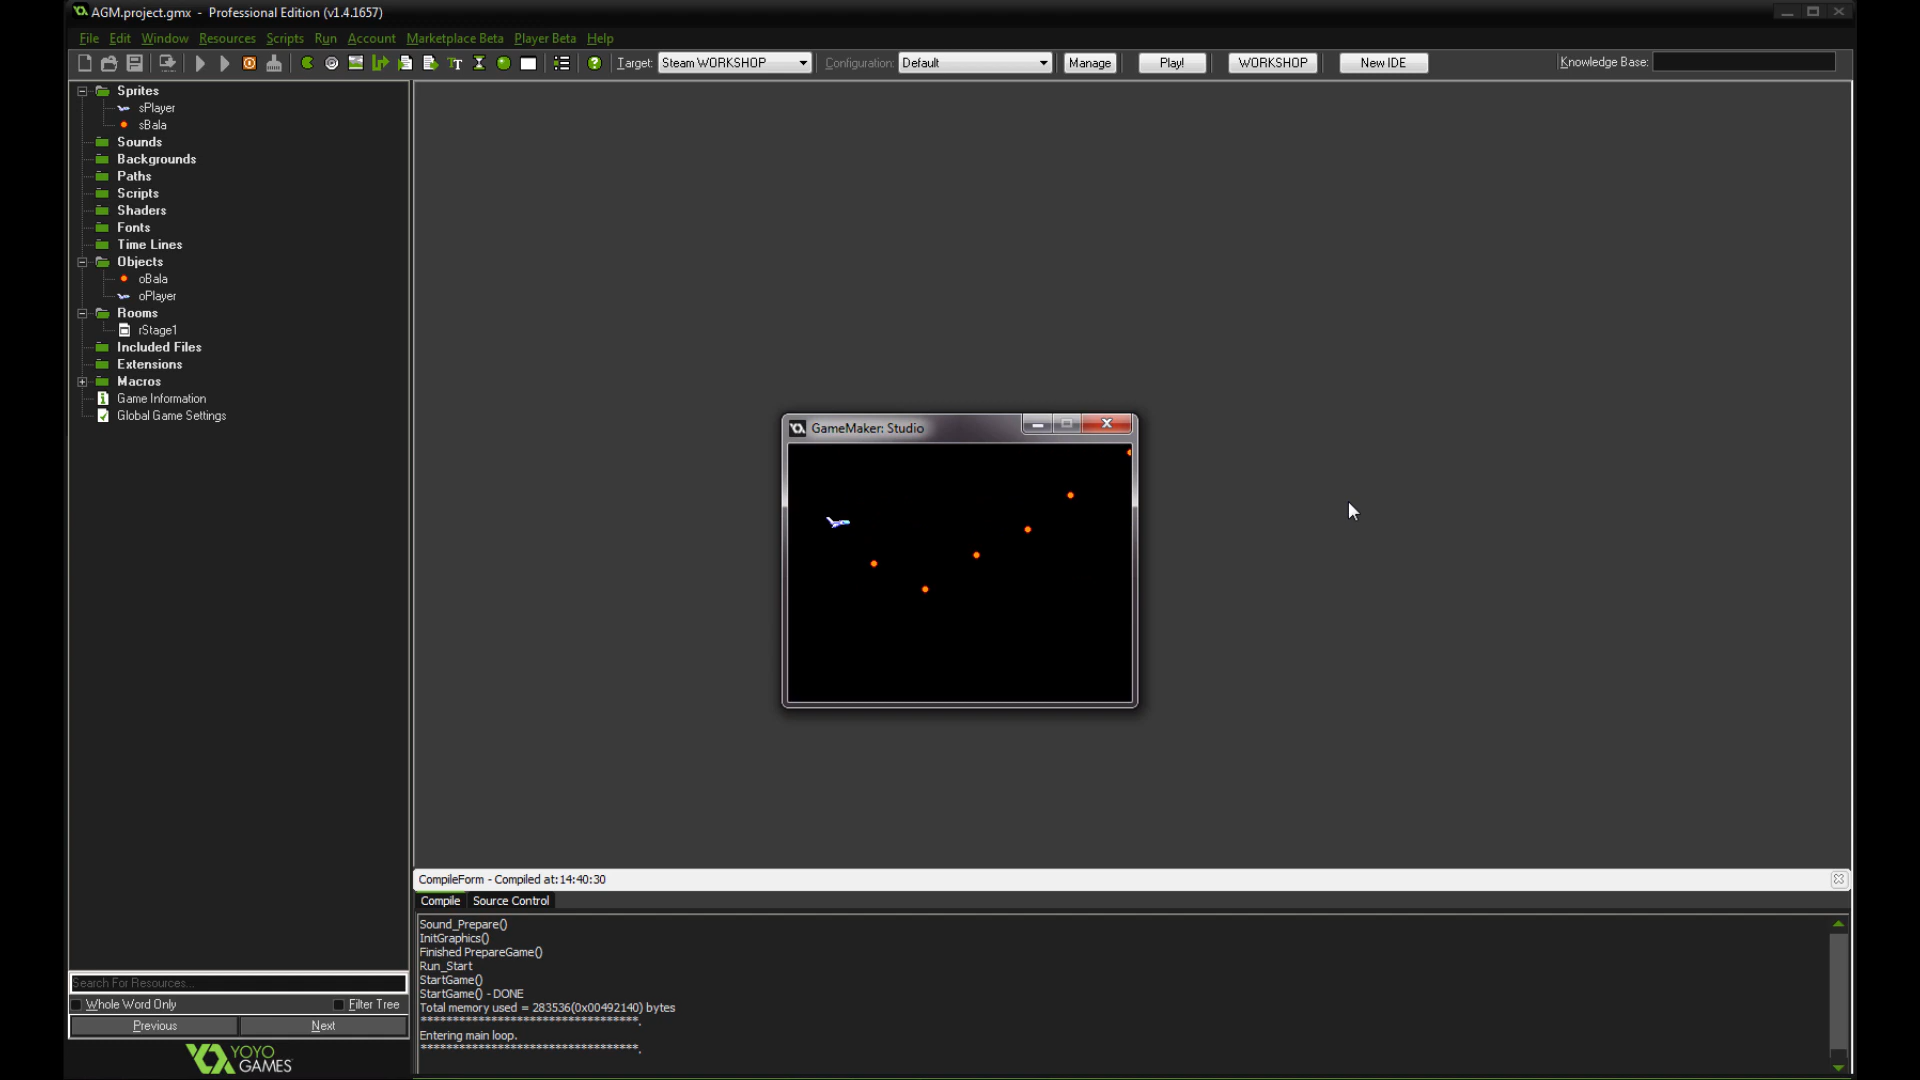 AGM.project.gmx - Professional Edition (v1.4.1657)
File Edit Window Resources Scripts Run Account Marketplace Beta Player Beta Help
Target: Steam WORKSHOP Configuration: Default Manage Play! WORKSHOP New IDE Knowledge Base:
Sprites
sPlayer
sBala
Sounds
Backgrounds
Paths
Scripts
Shaders
Fonts
Time Lines
Objects
oBala
oPlayer
Rooms
rStage1
Included Files
Extensions
Macros
Game Information
Global Game Settings
GameMaker: Studio
CompileForm - Compiled at:14:40:30
Compile Source Control
Sound_Prepare()
InitGraphics()
Finished PrepareGame()
Run_Start
StartGame()
StartGame() - DONE
Total memory used = 283536(0x00492140) bytes
**********************************.
Entering main loop.
**********************************.
Search For Resources...
Whole Word Only Filter Tree
Previous Next
YOYO
GAMES